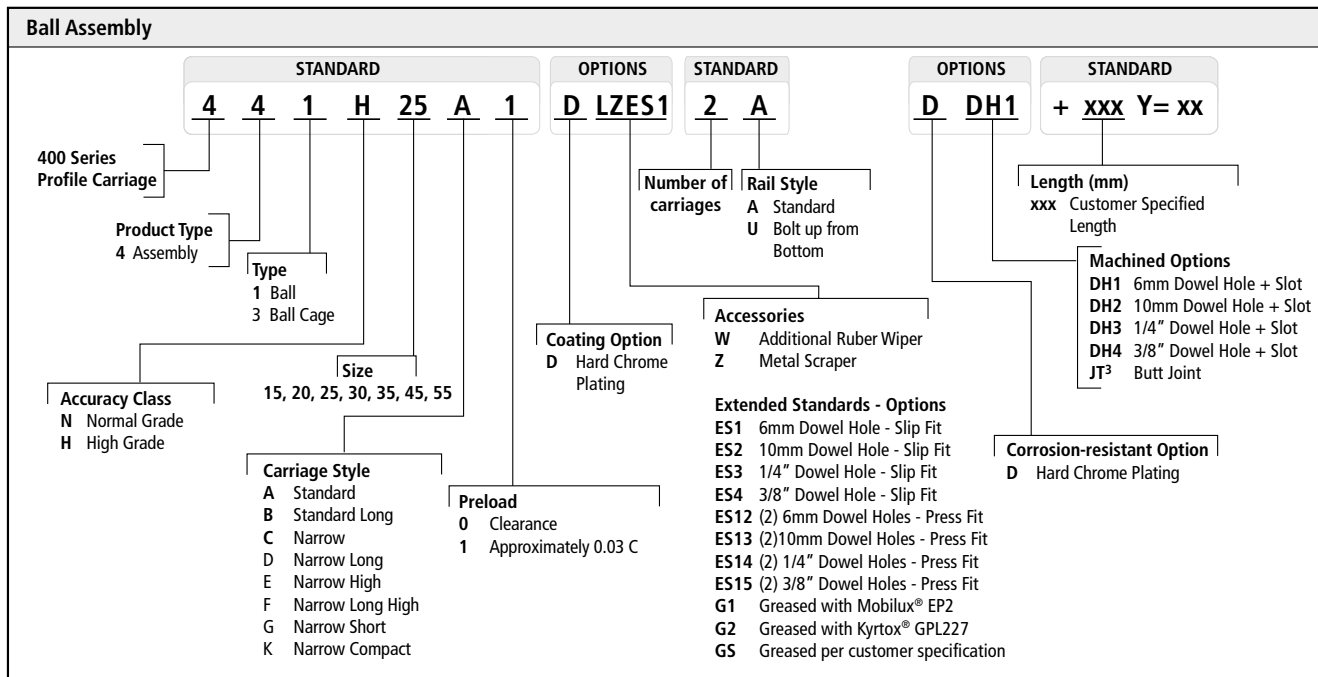 Ball Assembly
STANDARD
OPTIONS
STANDARD
OPTIONS
STANDARD
4 4 1 H 25 A 1
D LZES1
2 A
D DH1
+ xxx Y= xx
400 Series
Profile Carriage
Product Type
4 Assembly
Type
1 Ball
3 Ball Cage
Accuracy Class
N Normal Grade
H High Grade
Size
15, 20, 25, 30, 35, 45, 55
Carriage Style
A Standard
B Standard Long
C Narrow
D Narrow Long
E Narrow High
F Narrow Long High
G Narrow Short
K Narrow Compact
Preload
0 Clearance
1 Approximately 0.03 C
Coating Option
D Hard Chrome
Plating
Number of
carriages
Rail Style
A Standard
U Bolt up from
Bottom
Accessories
W Additional Ruber Wiper
Z Metal Scraper
Extended Standards - Options
ES1 6mm Dowel Hole - Slip Fit
ES2 10mm Dowel Hole - Slip Fit
ES3 1/4″ Dowel Hole - Slip Fit
ES4 3/8″ Dowel Hole - Slip Fit
ES12 (2) 6mm Dowel Holes - Press Fit
ES13 (2)10mm Dowel Holes - Press Fit
ES14 (2) 1/4″ Dowel Holes - Press Fit
ES15 (2) 3/8″ Dowel Holes - Press Fit
G1 Greased with Mobilux® EP2
G2 Greased with Kyrtox® GPL227
GS Greased per customer specification
Length (mm)
xxx Customer Specified
Length
Machined Options
DH1 6mm Dowel Hole + Slot
DH2 10mm Dowel Hole + Slot
DH3 1/4″ Dowel Hole + Slot
DH4 3/8″ Dowel Hole + Slot
JT³ Butt Joint
Corrosion-resistant Option
D Hard Chrome Plating